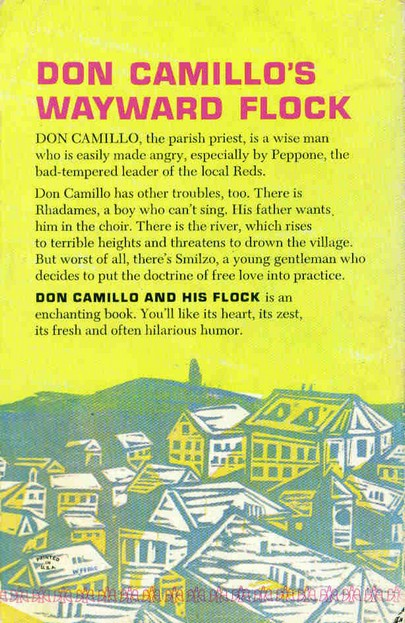 DON CAMILLO'S
WAYWARD FLOCK
DON CAMILLO, the parish priest, is a wise man
who is easily made angry, especially by Peppone, the
bad-tempered leader of the local Reds.
Don Camillo has other troubles, too. There is
Rhadames, a boy who can't sing. His father wants
him in the choir. There is the river, which rises
to terrible heights and threatens to drown the village.
But worst of all, there's Smilzo, a young gentleman who
decides to put the doctrine of free love into practice.
DON CAMILLO AND HIS FLOCK is an
enchanting book. You'll like its heart, its zest,
its fresh and often hilarious humor.
PRINTED
IN
U.S.A.